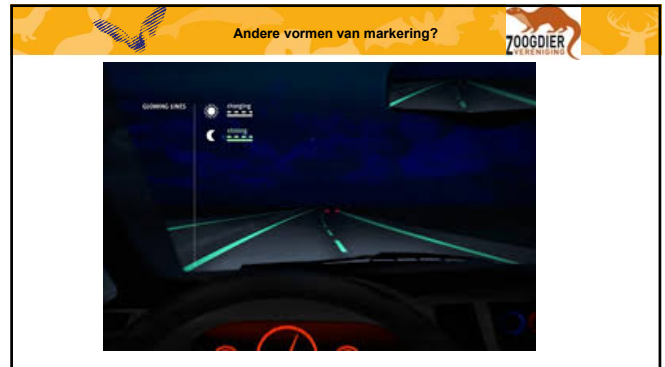 Andere vormen van markering?
ZOOGDIER
VERENIGING
GLOWING LINES
charging
shining